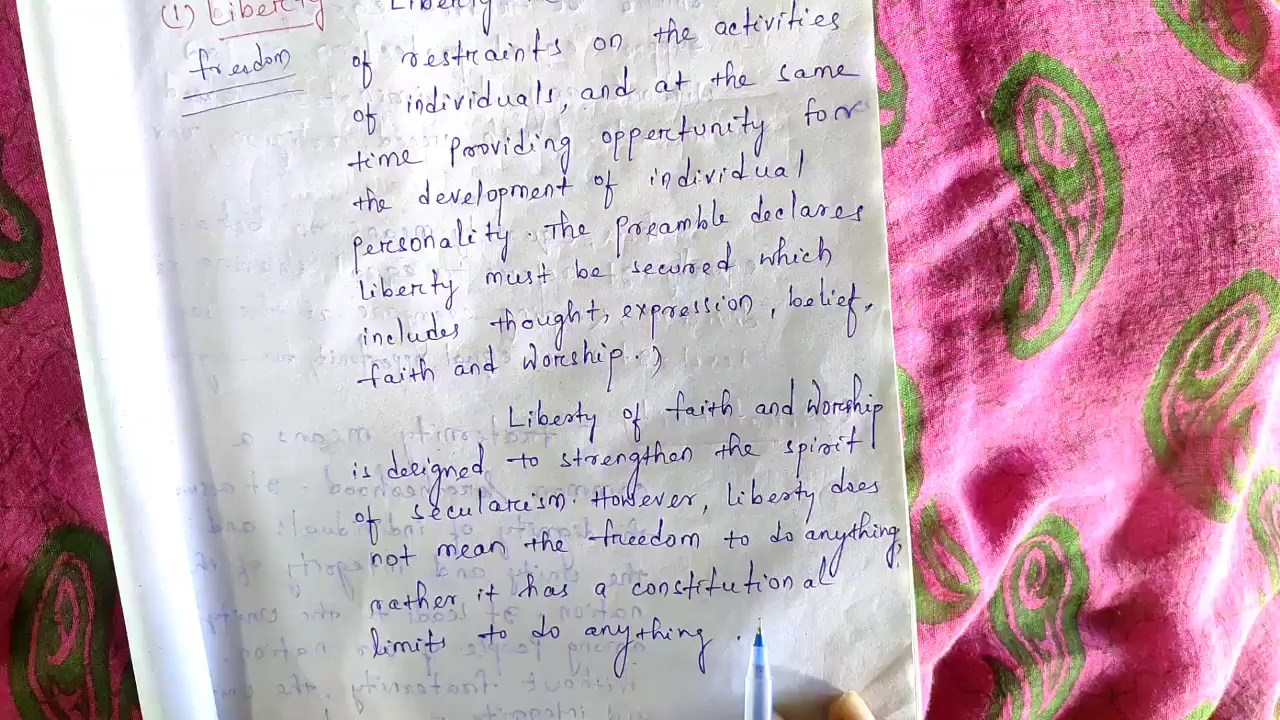 (1) Liberty Liberty
freedom of restraints on the activities
of individuals, and at the same
time providing oppertunity for
the development of individual
personality. The preamble declares
liberty must be secured which
includes thought, expression, belief,
faith and worship.)
Liberty of faith and worship
is designed to strengthen the spirit
of secularism. However, liberty does
not mean the freedom to do anything,
rather it has a constitutional
limits to do anything.